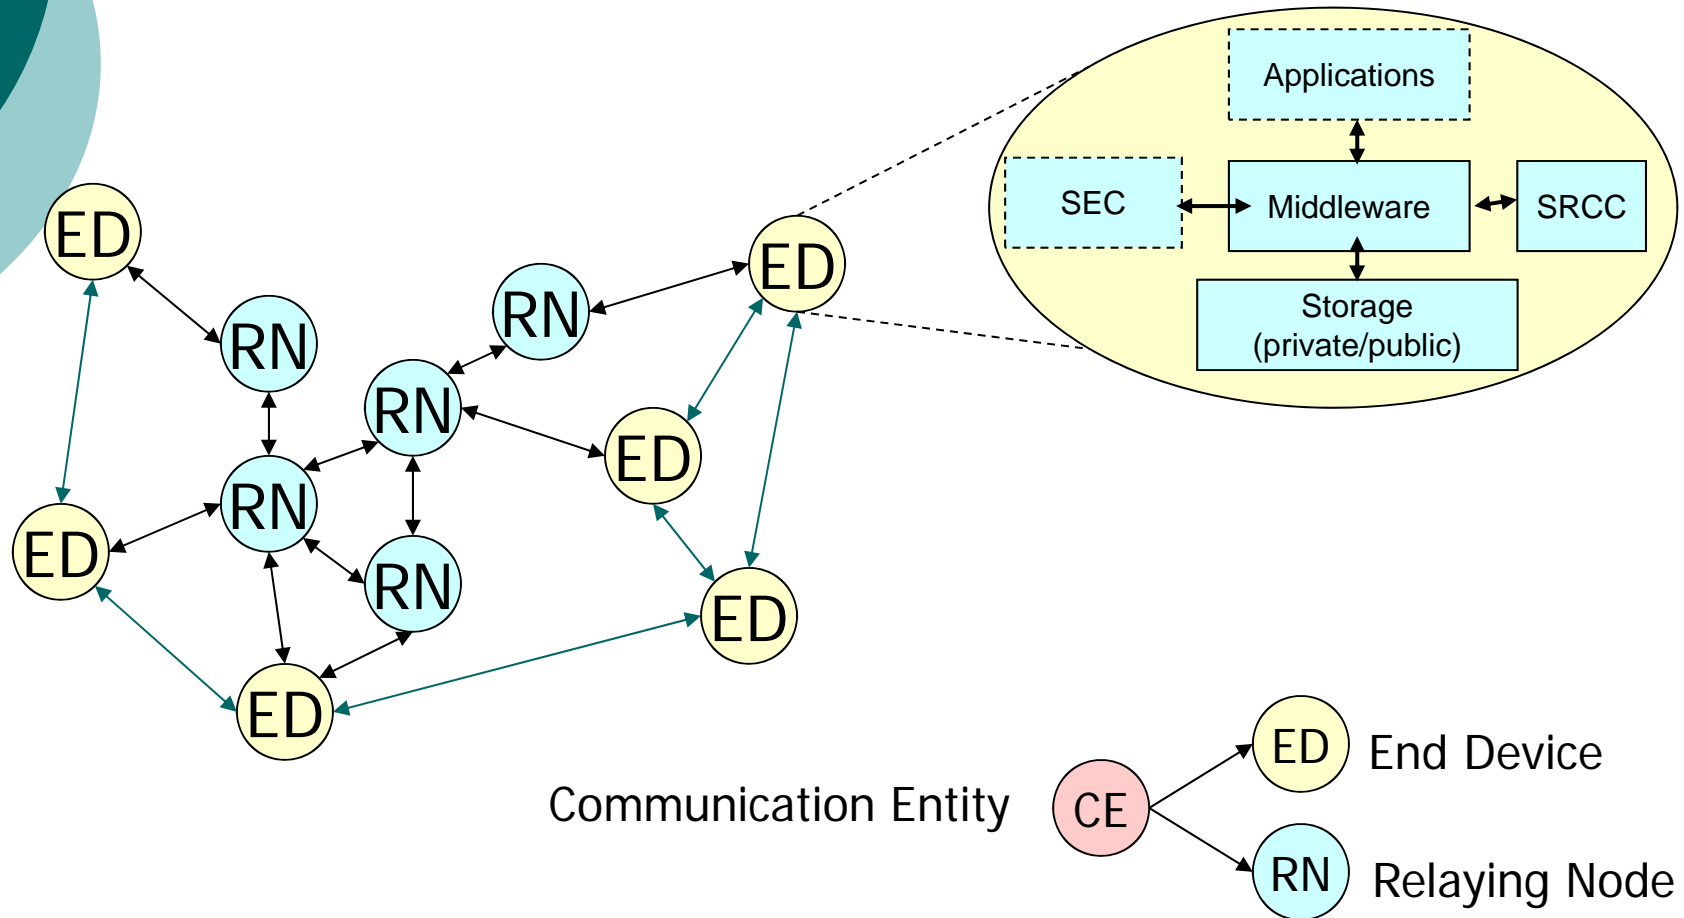 Applications
SEC
Middleware
SRCC
Storage
(private/public)
ED
RN
RN
ED
RN
ED
RN
ED
RN
ED
ED
Communication Entity
CE
ED
End Device
RN
Relaying Node